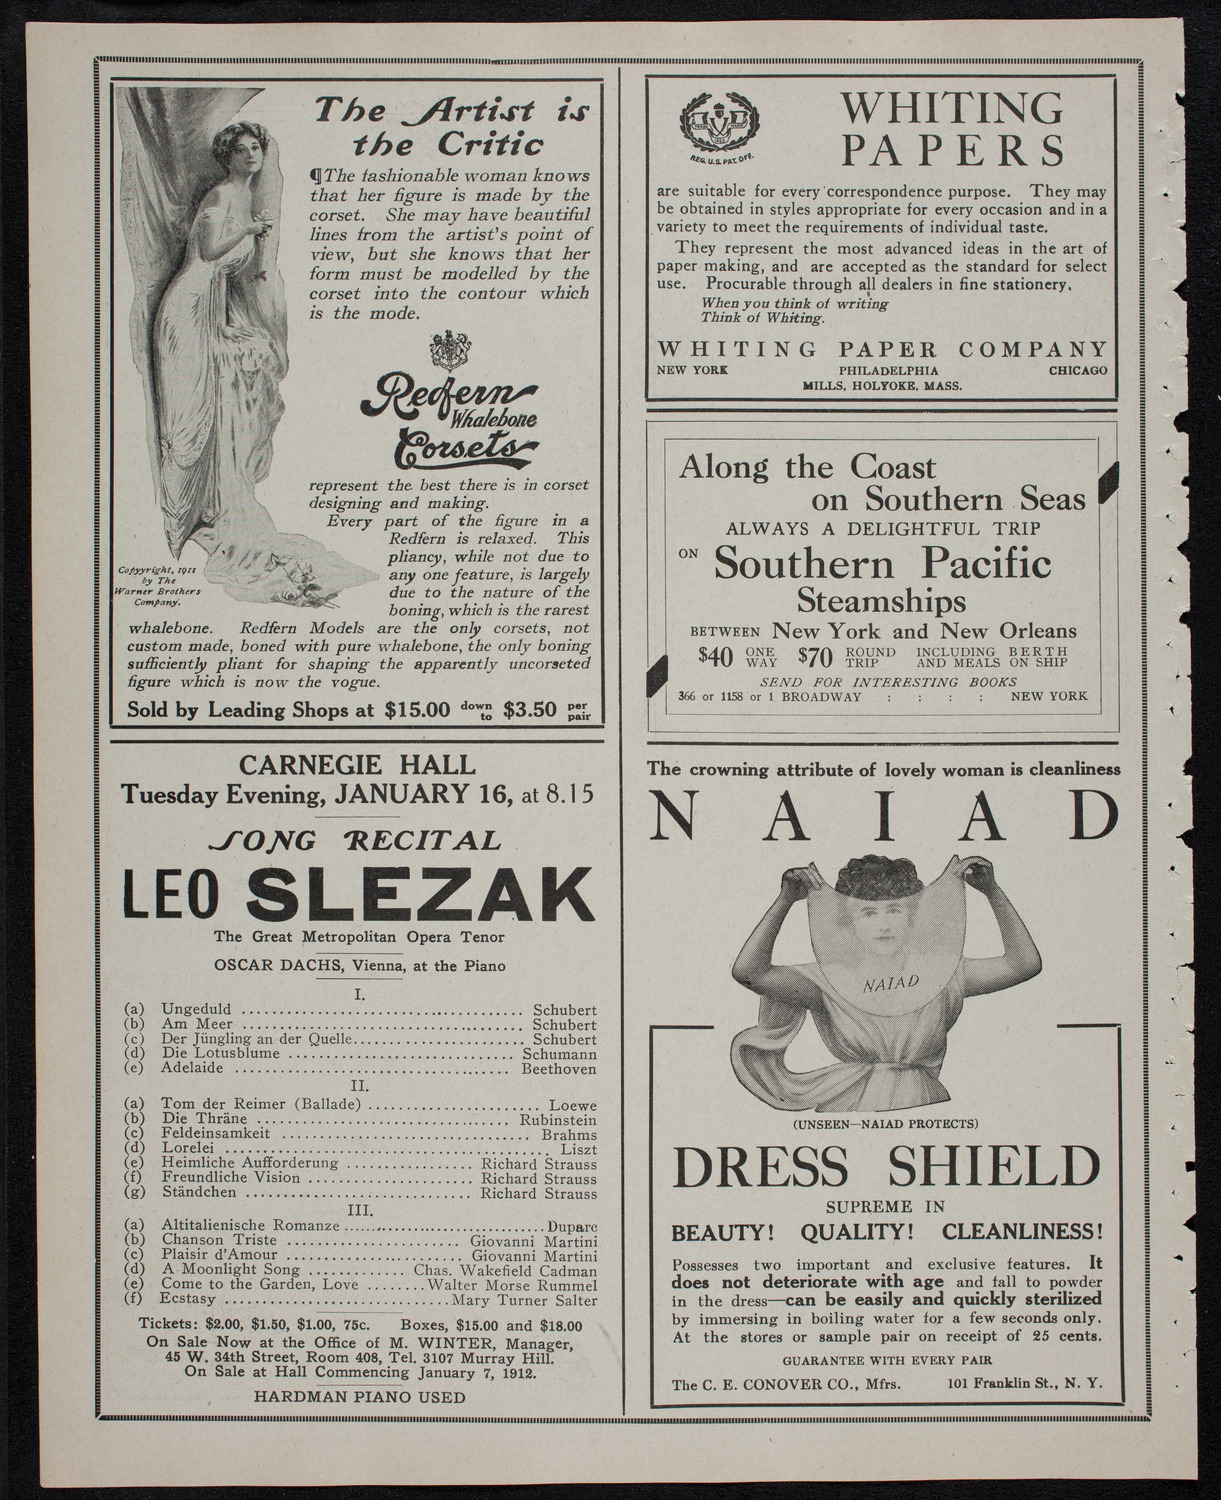 The Artist is
the Critic
¶The fashionable woman knows
that her figure is made by the
corset. She may have beautiful
lines from the artist's point of
view, but she knows that her
form must be modelled by the
corset into the contour which
is the mode.
Redfern
Whalebone
Corsets
represent the best there is in corset
designing and making.
Every part of the figure in a
Redfern is relaxed. This
pliancy, while not due to
any one feature, is largely
due to the nature of the
boning, which is the rarest
whalebone. Redfern Models are the only corsets, not
custom made, boned with pure whalebone, the only boning
sufficiently pliant for shaping the apparently uncorseted
figure which is now the vogue.
Copyyright, 1911
by The
Warner Brothers
Company.
Sold by Leading Shops at $15.00 down to $3.50 per pair
CARNEGIE HALL
Tuesday Evening, JANUARY 16, at 8.15
SONG RECITAL
LEO SLEZAK
The Great Metropolitan Opera Tenor
OSCAR DACHS, Vienna, at the Piano
I.
(a) Ungeduld ........ Schubert
(b) Am Meer ........ Schubert
(c) Der Jüngling an der Quelle........ Schubert
(d) Die Lotusblume ........ Schumann
(e) Adelaide ........ Beethoven
II.
(a) Tom der Reimer (Ballade) ........ Loewe
(b) Die Thräne ........ Rubinstein
(c) Feldeinsamkeit ........ Brahms
(d) Lorelei ........ Liszt
(e) Heimliche Aufforderung ........ Richard Strauss
(f) Freundliche Vision ........ Richard Strauss
(g) Ständchen ........ Richard Strauss
III.
(a) Altitalienische Romanze ........ Duparc
(b) Chanson Triste ........ Giovanni Martini
(c) Plaisir d'Amour ........ Giovanni Martini
(d) A Moonlight Song ........ Chas. Wakefield Cadman
(e) Come to the Garden, Love ........ Walter Morse Rummel
(f) Ecstasy ........ Mary Turner Salter
Tickets: $2.00, $1.50, $1.00, 75c. Boxes, $15.00 and $18.00
On Sale Now at the Office of M. WINTER, Manager,
45 W. 34th Street, Room 408, Tel. 3107 Murray Hill.
On Sale at Hall Commencing January 7, 1912.
HARDMAN PIANO USED
REG. U.S. PAT. OFF.
WHITING
PAPERS
are suitable for every correspondence purpose. They may
be obtained in styles appropriate for every occasion and in a
variety to meet the requirements of individual taste.
They represent the most advanced ideas in the art of
paper making, and are accepted as the standard for select
use. Procurable through all dealers in fine stationery.
When you think of writing
Think of Whiting.
WHITING PAPER COMPANY
NEW YORK PHILADELPHIA CHICAGO
MILLS, HOLYOKE, MASS.
Along the Coast
on Southern Seas
ALWAYS A DELIGHTFUL TRIP
ON Southern Pacific
Steamships
BETWEEN New York and New Orleans
$40 ONE WAY $70 ROUND TRIP INCLUDING BERTH AND MEALS ON SHIP
SEND FOR INTERESTING BOOKS
366 or 1158 or 1 BROADWAY : : : : NEW YORK
The crowning attribute of lovely woman is cleanliness
NAIAD
NAIAD
(UNSEEN—NAIAD PROTECTS)
DRESS SHIELD
SUPREME IN
BEAUTY! QUALITY! CLEANLINESS!
Possesses two important and exclusive features. It
does not deteriorate with age and fall to powder
in the dress—can be easily and quickly sterilized
by immersing in boiling water for a few seconds only.
At the stores or sample pair on receipt of 25 cents.
GUARANTEE WITH EVERY PAIR
The C. E. CONOVER CO., Mfrs. 101 Franklin St., N. Y.